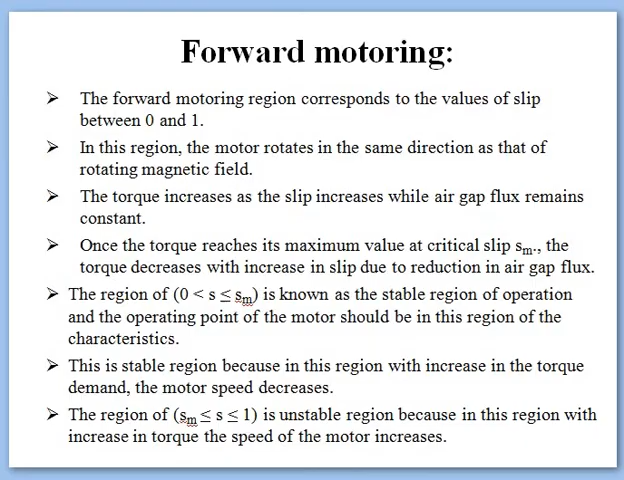 Forward motoring:
➢ The forward motoring region corresponds to the values of slip
between 0 and 1.
➢ In this region, the motor rotates in the same direction as that of
rotating magnetic field.
➢ The torque increases as the slip increases while air gap flux remains
constant.
➢ Once the torque reaches its maximum value at critical slip sm., the
torque decreases with increase in slip due to reduction in air gap flux.
➢ The region of (0 < s ≤ sm) is known as the stable region of operation
and the operating point of the motor should be in this region of the
characteristics.
➢ This is stable region because in this region with increase in the torque
demand, the motor speed decreases.
➢ The region of (sm ≤ s ≤ 1) is unstable region because in this region with
increase in torque the speed of the motor increases.